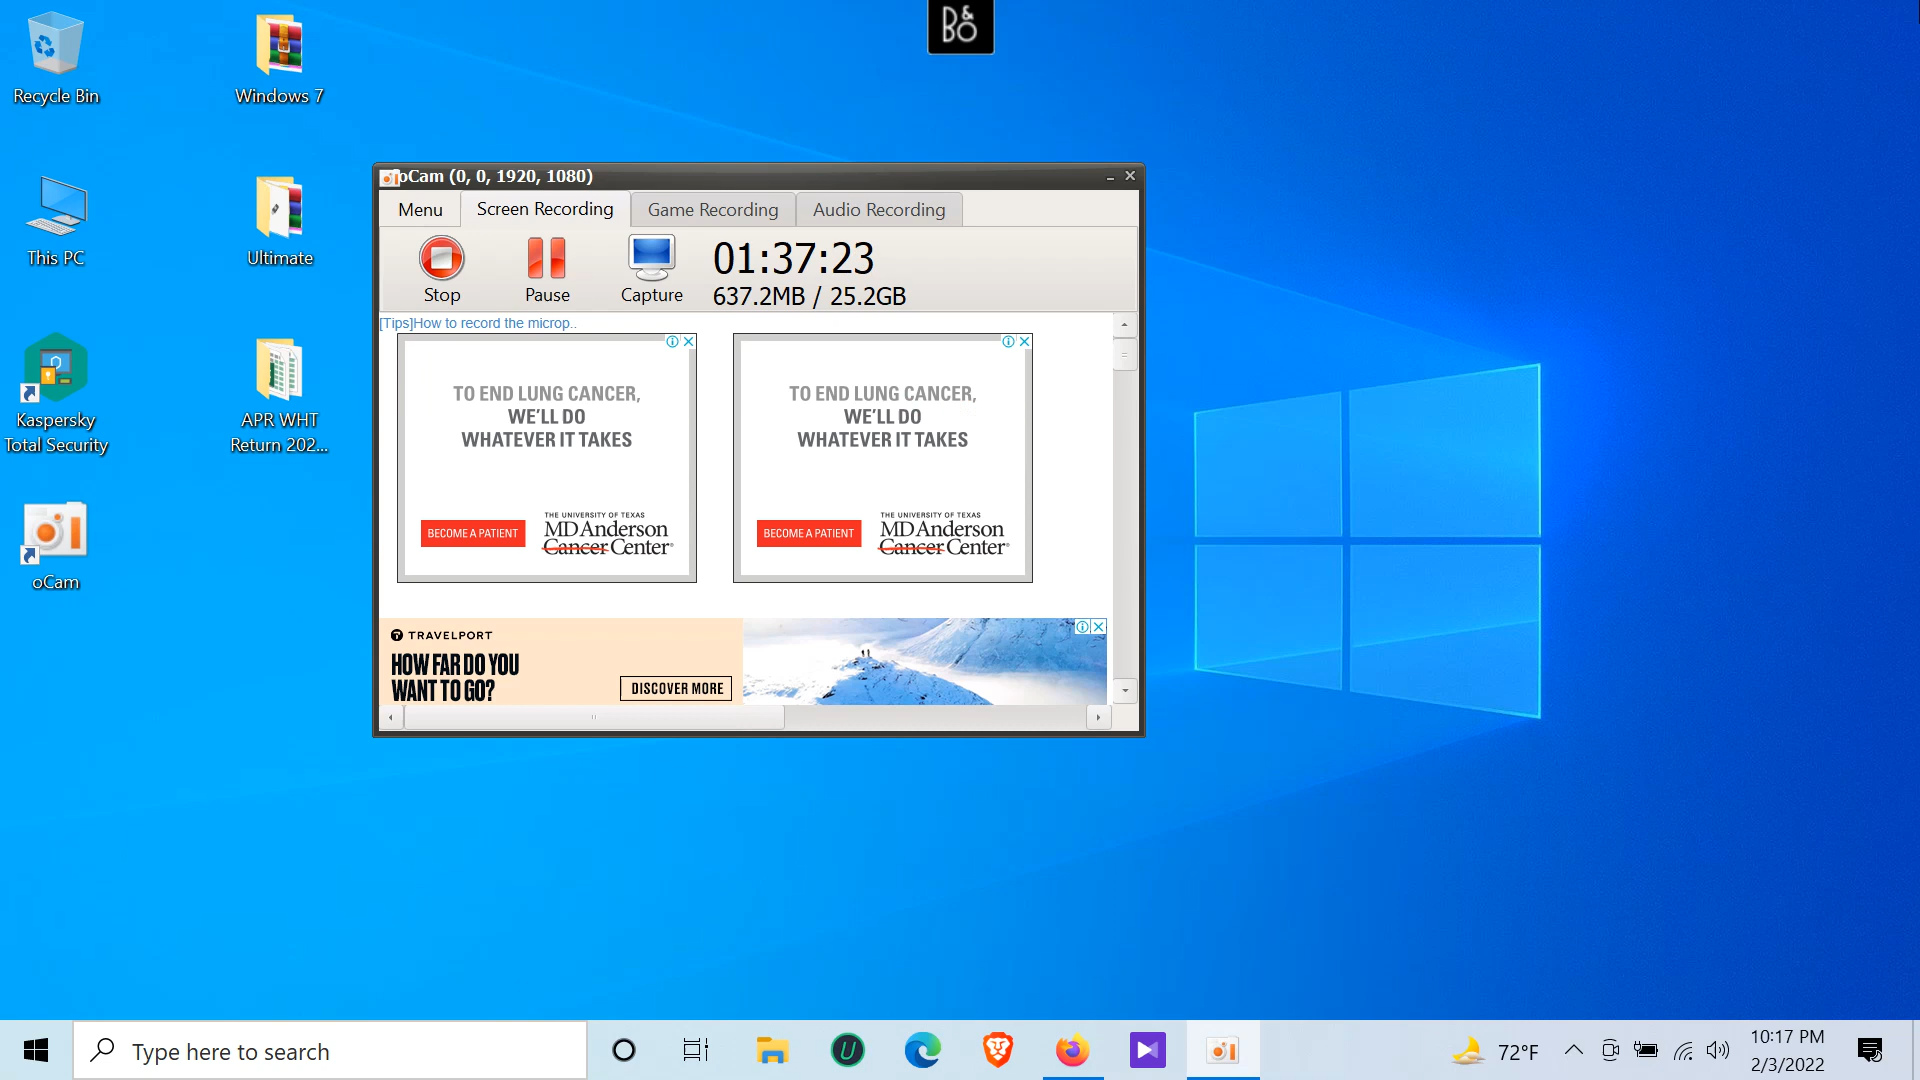 B&O
Recycle Bin
Windows 7
This PC
Ultimate
Kaspersky
Total Security
APR WHT
Return 202...
oCam
oCam (0, 0, 1920, 1080)
Menu
Screen Recording
Game Recording
Audio Recording
Stop
Pause
Capture
01:37:23
637.2MB / 25.2GB
[Tips]How to record the microp..
TO END LUNG CANCER,
WE'LL DO
WHATEVER IT TAKES
BECOME A PATIENT
THE UNIVERSITY OF TEXAS
MD Anderson
Cancer Center®
TO END LUNG CANCER,
WE'LL DO
WHATEVER IT TAKES
BECOME A PATIENT
THE UNIVERSITY OF TEXAS
MD Anderson
Cancer Center®
TRAVELPORT
HOW FAR DO YOU
WANT TO GO?
DISCOVER MORE
Type here to search
72°F
10:17 PM
2/3/2022